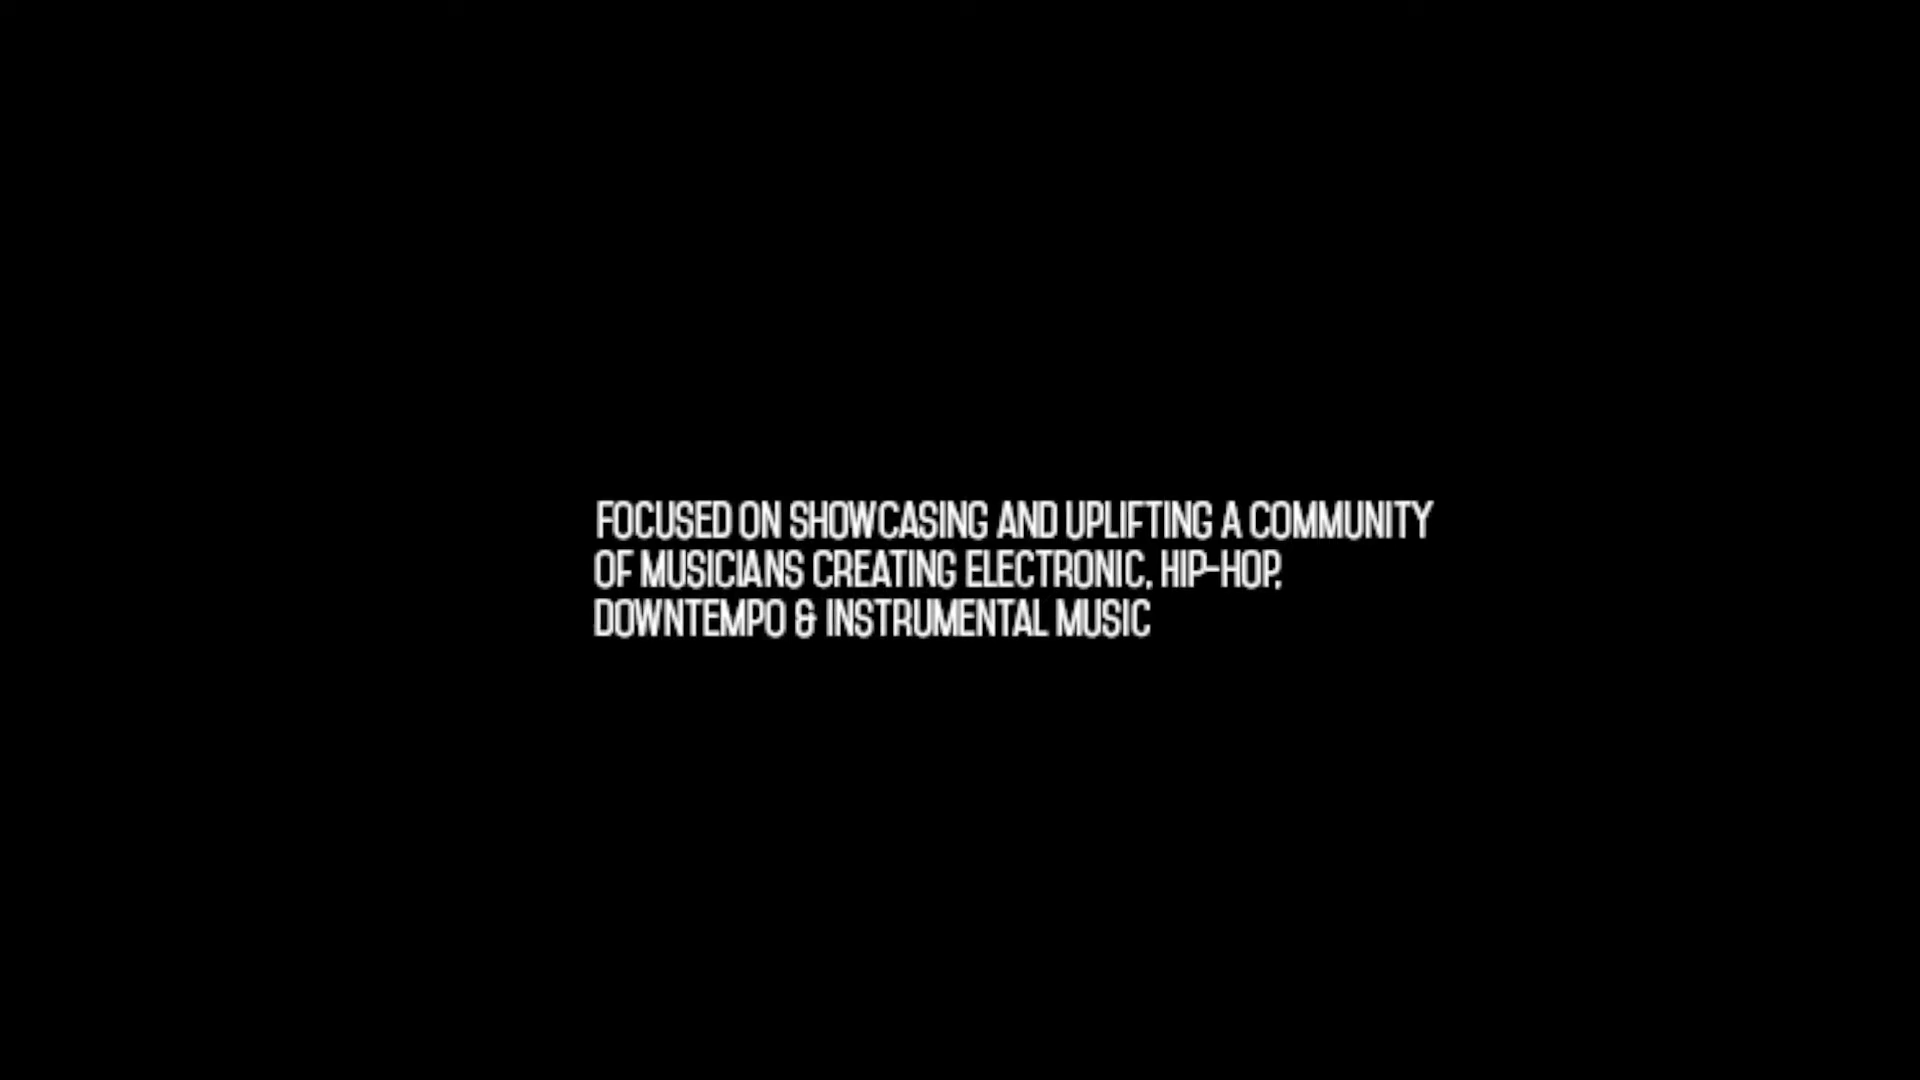 FOCUSED ON SHOWCASING AND UPLIFTING A COMMUNITY
OF MUSICIANS CREATING ELECTRONIC, HIP-HOP,
DOWNTEMPO & INSTRUMENTAL MUSIC